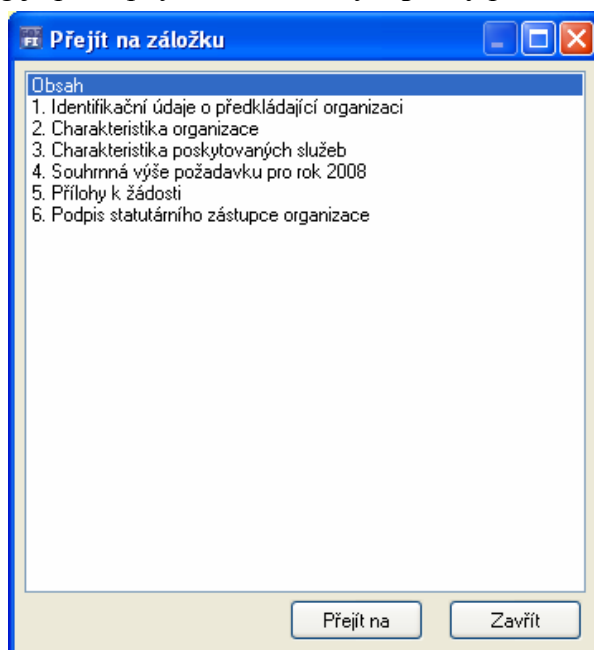 FI Přejít na záložku
Obsah
1. Identifikační údaje o předkládající organizaci
2. Charakteristika organizace
3. Charakteristika poskytovaných služeb
4. Souhrnná výše požadavku pro rok 2008
5. Přílohy k žádosti
6. Podpis statutárního zástupce organizace
Přejít na Zavřít